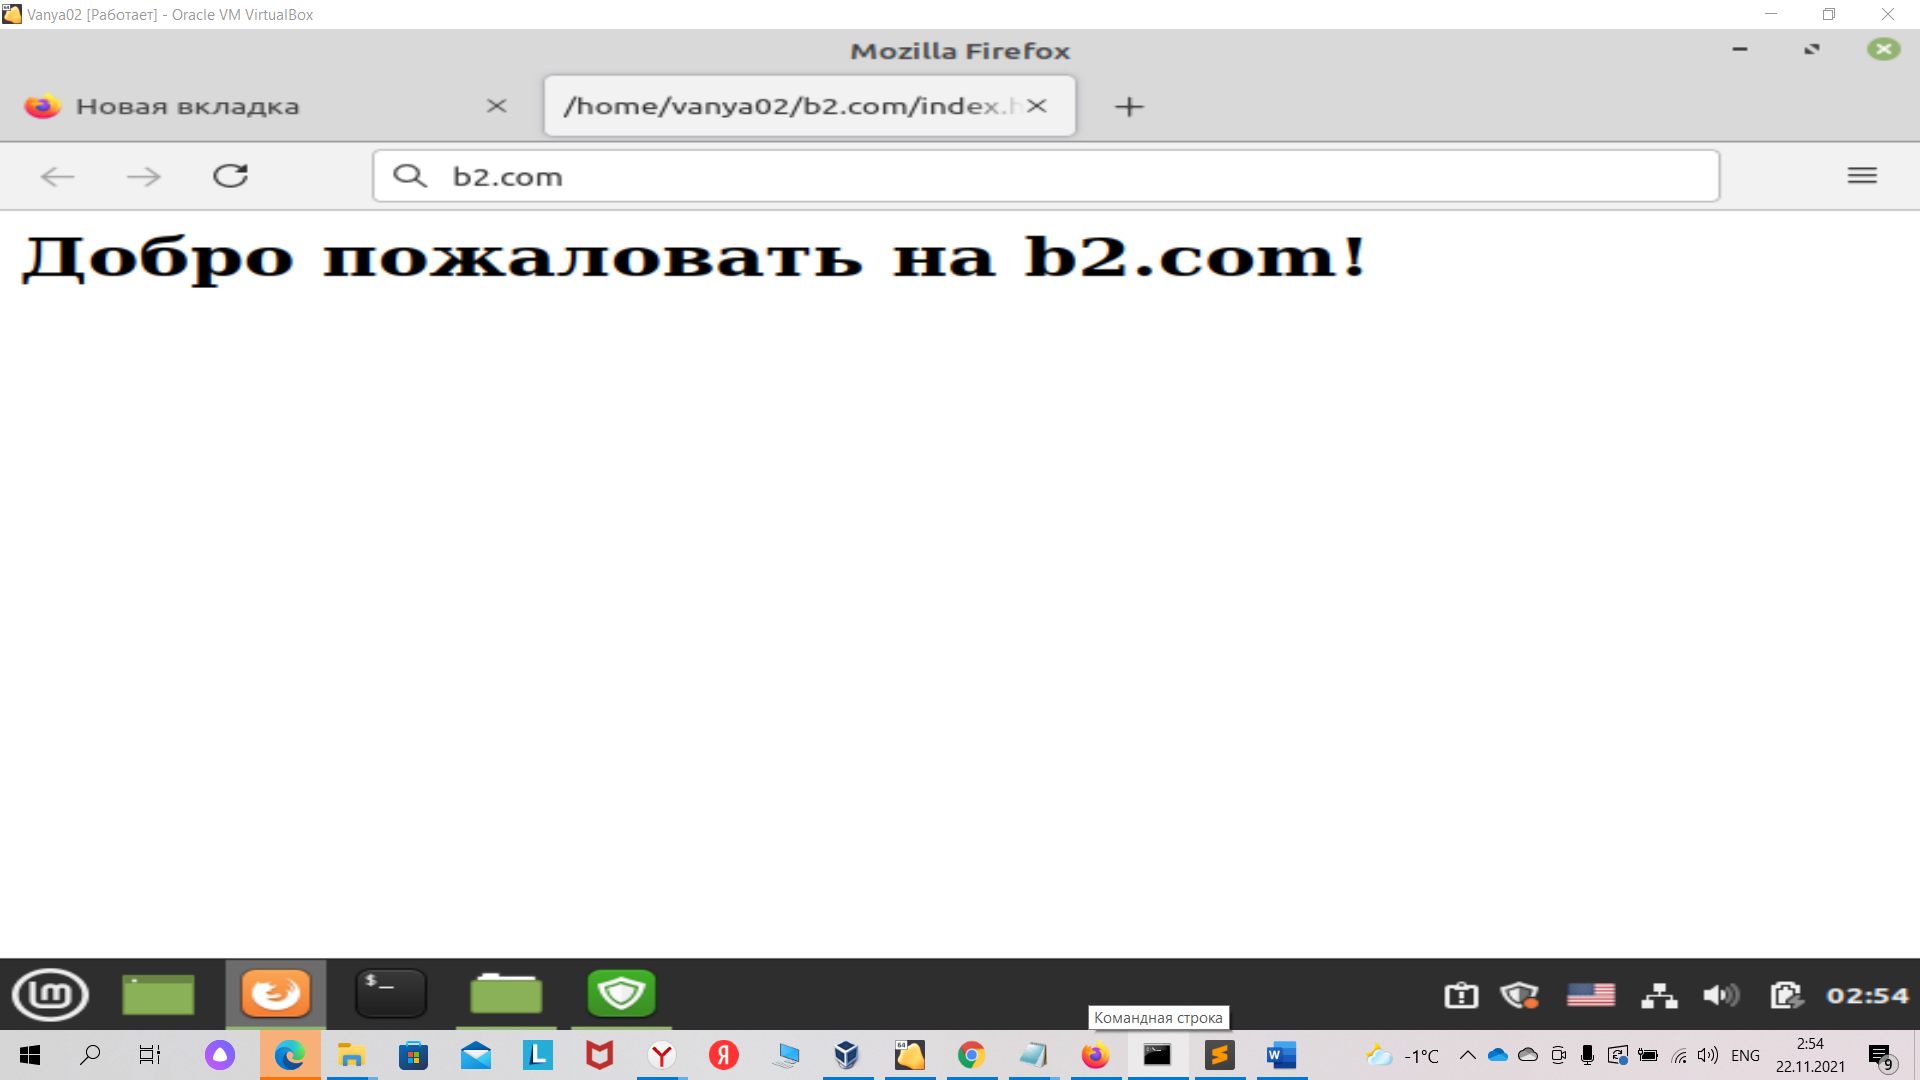 Vanya02 [Работает] - Oracle VM VirtualBox
Mozilla Firefox
Новая вкладка
/home/vanya02/b2.com/index.h
b2.com
Добро пожаловать на b2.com!
$_
02:54
Командная строка
-1°C
ENG
2:54
22.11.2021
9